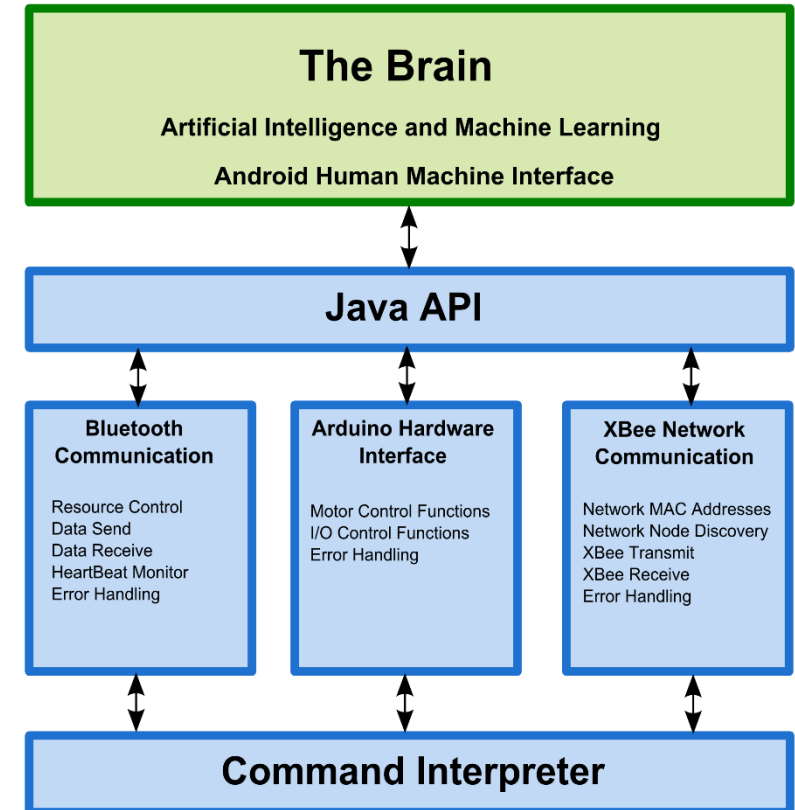 The Brain
Artificial Intelligence and Machine Learning
Android Human Machine Interface
Java API
Bluetooth
Communication
Resource Control
Data Send
Data Receive
HeartBeat Monitor
Error Handling
Arduino Hardware
Interface
Motor Control Functions
I/O Control Functions
Error Handling
XBee Network
Communication
Network MAC Addresses
Network Node Discovery
XBee Transmit
XBee Receive
Error Handling
Command Interpreter